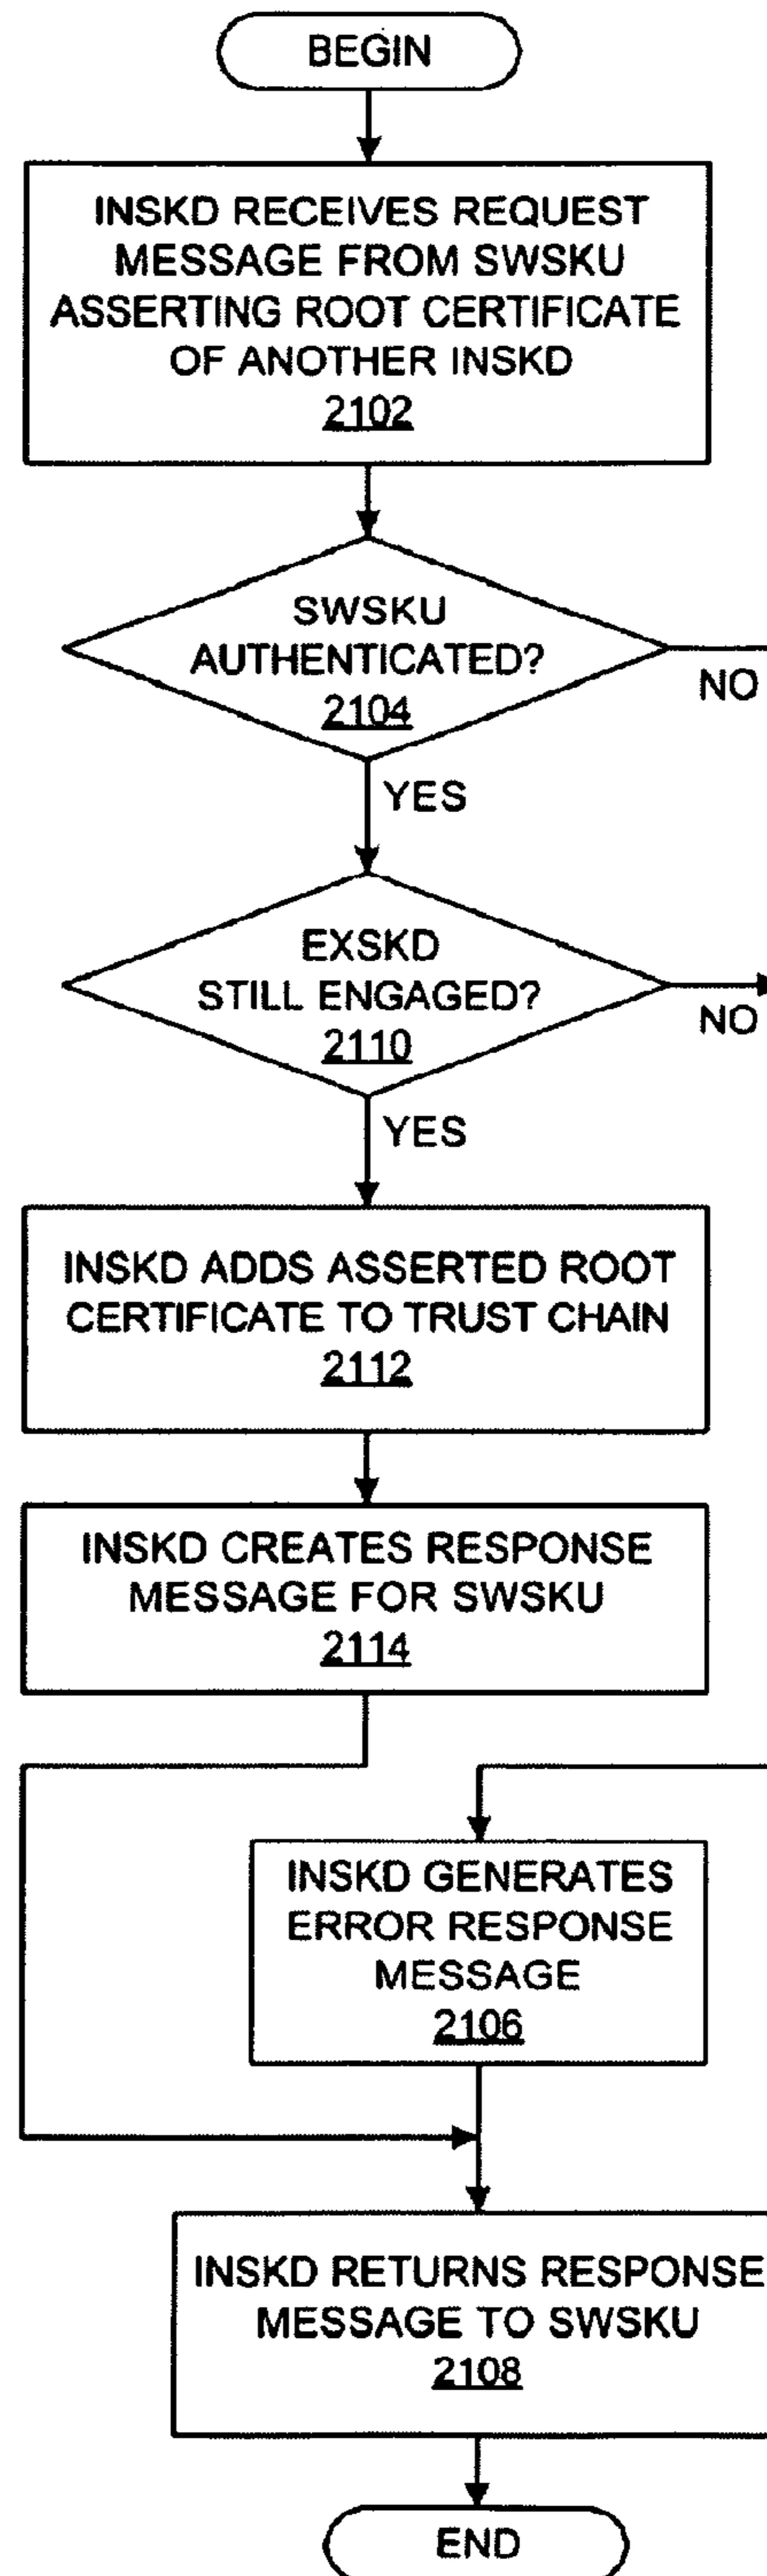 BEGIN
INSKD RECEIVES REQUEST
MESSAGE FROM SWSKU
ASSERTING ROOT CERTIFICATE
OF ANOTHER INSKD
2102
SWSKU
AUTHENTICATED?
2104
NO
YES
EXSKD
STILL ENGAGED?
2110
NO
YES
INSKD ADDS ASSERTED ROOT
CERTIFICATE TO TRUST CHAIN
2112
INSKD CREATES RESPONSE
MESSAGE FOR SWSKU
2114
INSKD GENERATES
ERROR RESPONSE
MESSAGE
2106
INSKD RETURNS RESPONSE
MESSAGE TO SWSKU
2108
END